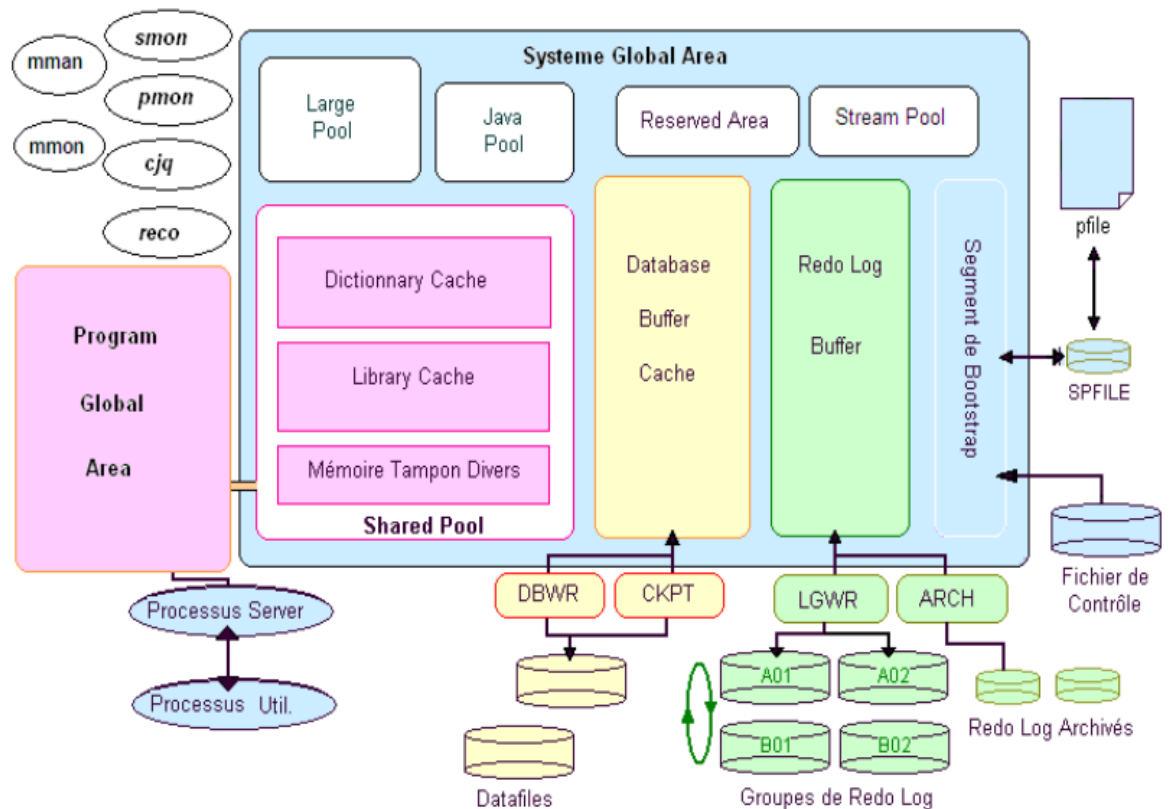 smon
mman
pmon
mmon
cjq
reco
Systeme Global Area
Large
Pool
Java
Pool
Reserved Area
Stream Pool
pfile
Program
Global
Area
Dictionnary Cache
Library Cache
Mémoire Tampon Divers
Shared Pool
Database
Buffer
Cache
Redo Log
Buffer
Segment de Bootstrap
SPFILE
Fichier de
Contrôle
DBWR
CKPT
LGWR
ARCH
Processus Server
Processus Util.
Datafiles
A01
A02
B01
B02
Groupes de Redo Log
Redo Log Archivés